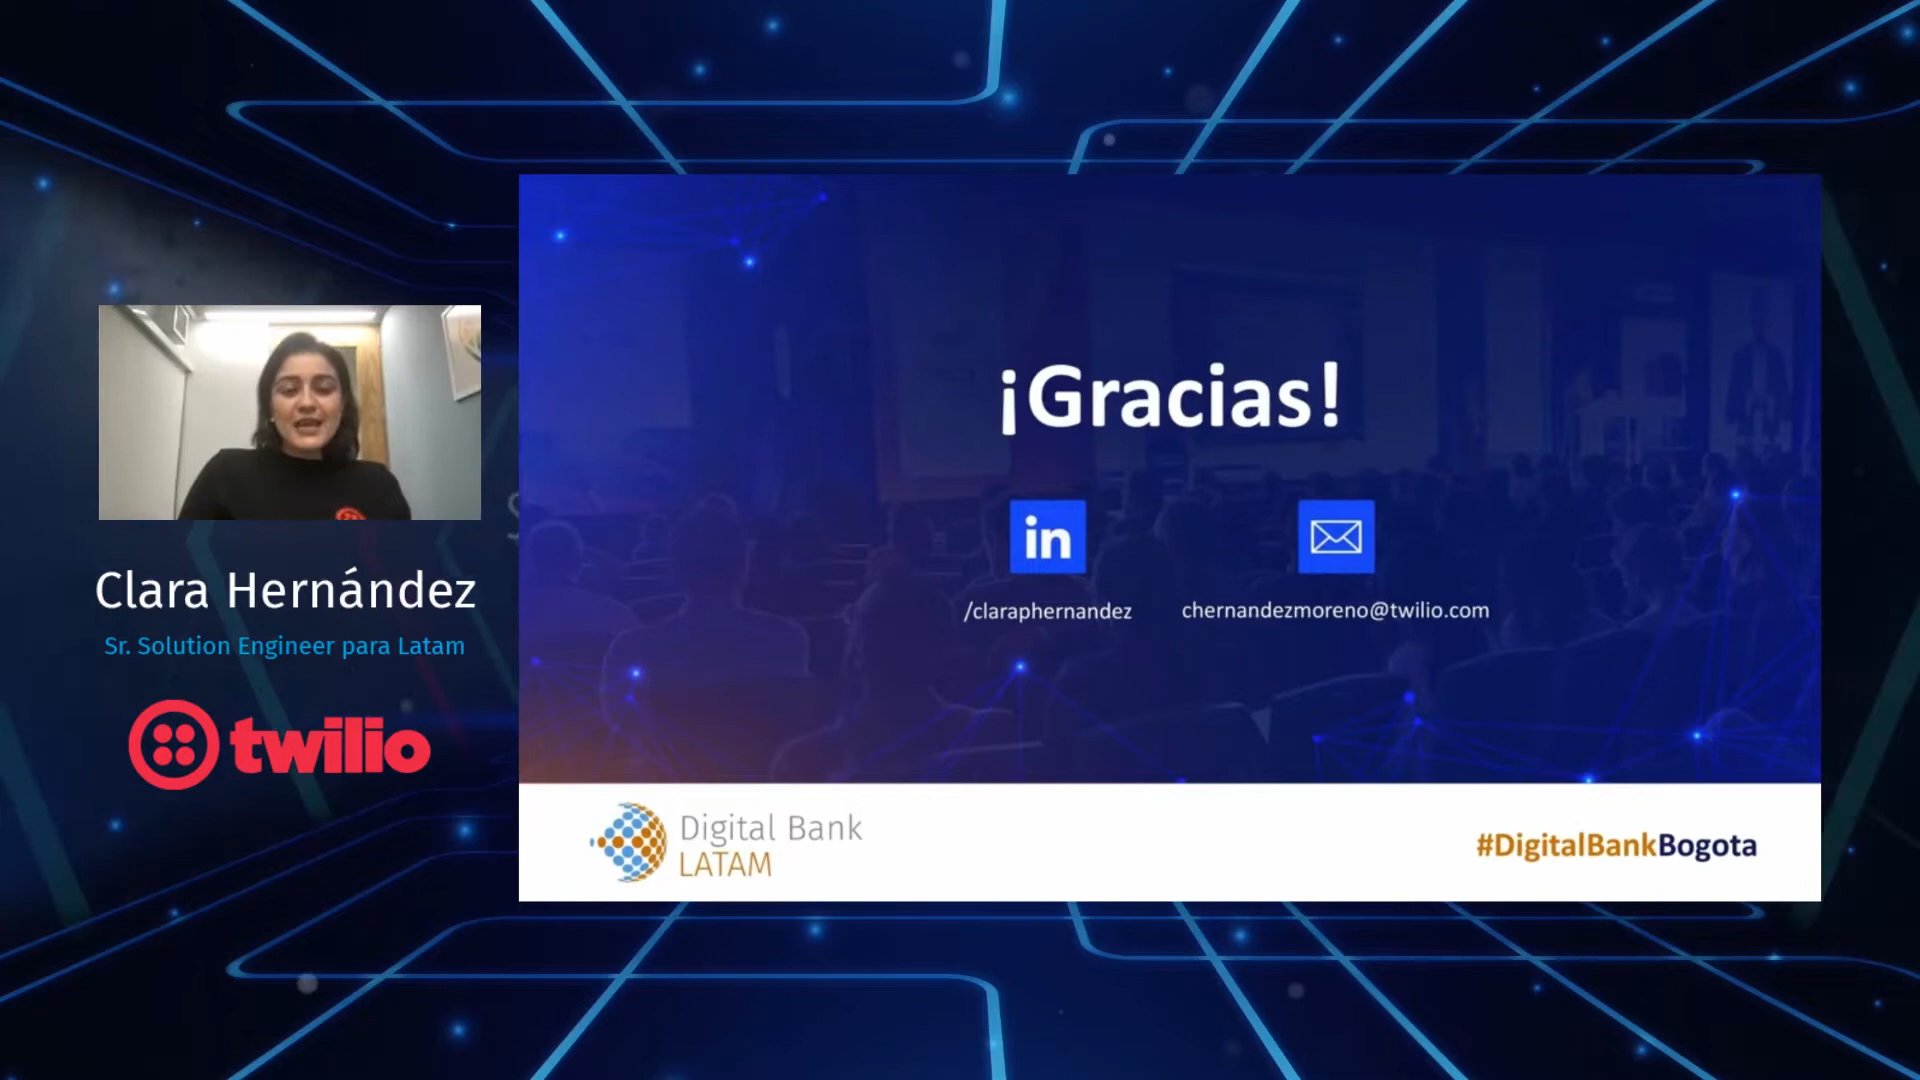 Clara Hernández
Sr. Solution Engineer para Latam
twilio
¡Gracias!
in
/claraphernandez
chernandezmoreno@twilio.com
Digital Bank
LATAM
#DigitalBankBogota